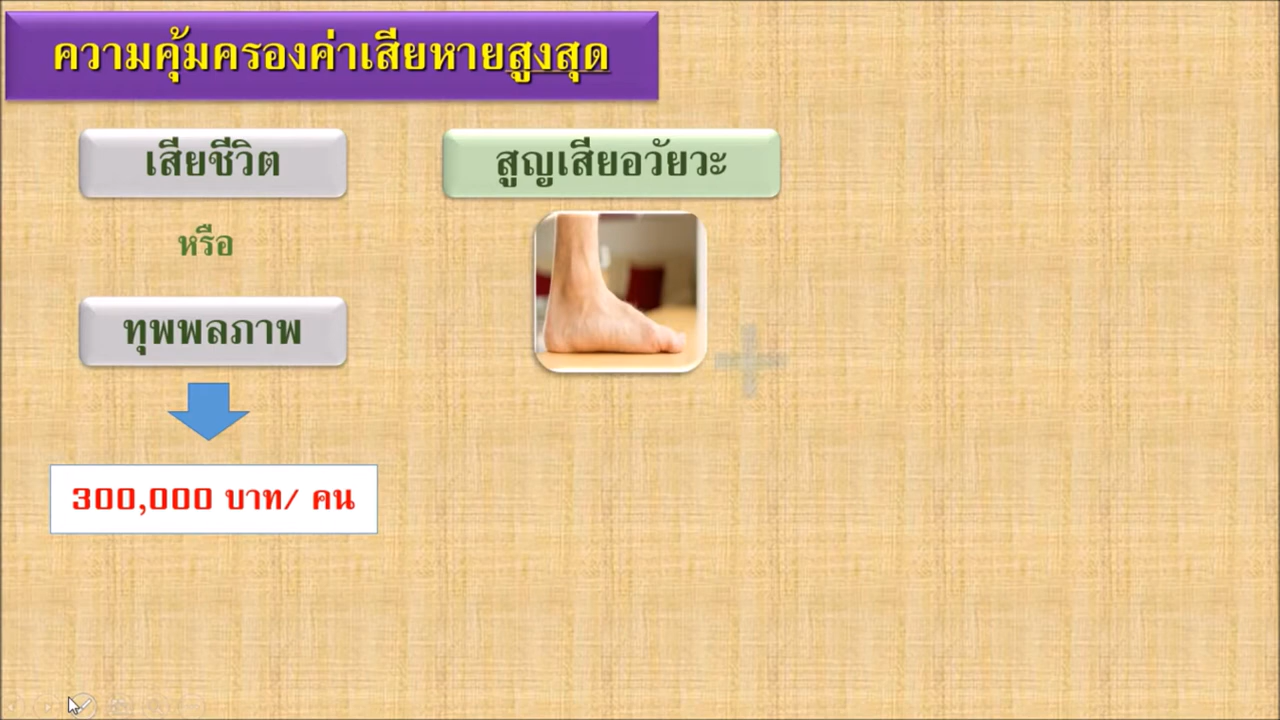 ความคุ้มครองค่าเสียหายสูงสุด
เสียชีวิต
หรือ
ทุพพลภาพ
300,000 บาท/ คน
สูญเสียอวัยวะ